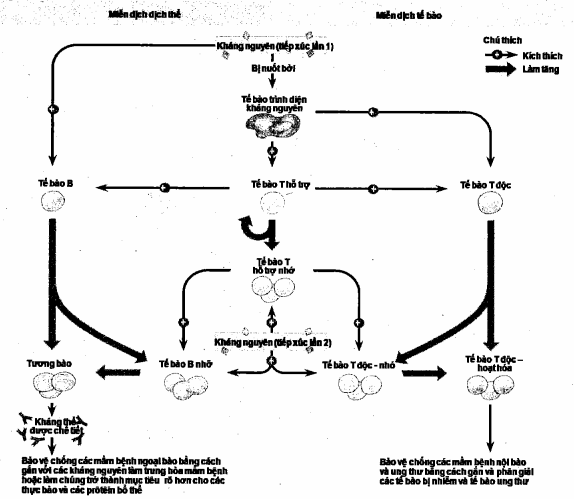 Miễn dịch dịch thể
Miễn dịch tế bào
Kháng nguyên (tiếp xúc lần 1)
Chú thích
Kích thích
Làm tăng
Bị nuốt bởi
Tế bào trình diện
kháng nguyên
Tế bào B
Tế bào T hỗ trợ
Tế bào T độc
Tế bào T
hỗ trợ nhớ
Kháng nguyên (tiếp xúc lần 2)
Tương bào
Tế bào B nhớ
Tế bào T độc - nhớ
Tế bào T độc –
hoạt hóa
Kháng thể
được chế tiết
Bảo vệ chống các mầm bệnh ngoại bào bằng cách
gắn với các kháng nguyên làm trung hòa mầm bệnh
hoặc làm chúng trở thành mục tiêu rõ hơn cho các
thực bào và các prôtêin bổ thể
Bảo vệ chống các mầm bệnh nội bào
và ung thư bằng cách gắn và phân giải
các tế bào bị nhiễm và tế bào ung thư